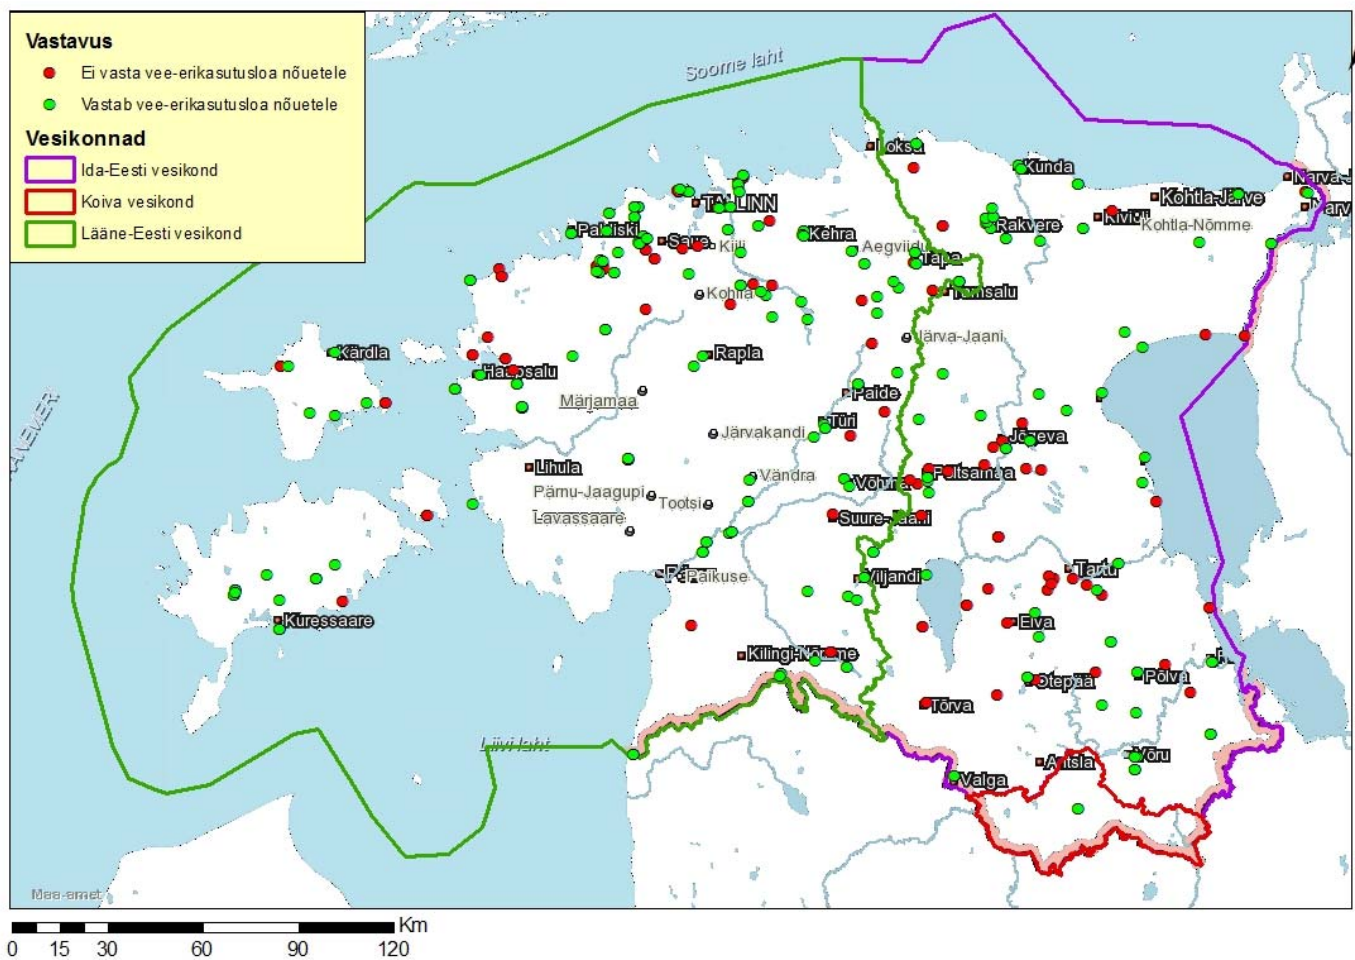 Vastavus
Ei vasta vee-erikasutusloa nõuetele
Vastab vee-erikasutusloa nõuetele
Vesikonnad
Ida-Eesti vesikond
Koiva vesikond
Lääne-Eesti vesikond
Soome laht
Loksa
Kunda
Narva-J
Kohtla-Järve
Narv
TALLINN
Kiviõli
Kohtla-Nõmme
Paldiski
Saue
Kiili
Kehra
Aegviidu
Rakvere
Tapa
Kohila
Tamsalu
Järva-Jaani
Kärdla
Rapla
Haapsalu
Märjamaa
Paide
Türi
Järvakandi
Jõgeva
Lihula
Vändra
Põltsamaa
Võhma
Pärnu-Jaagupi
Tootsi
Lavassaare
Suure-Jaani
Paikuse
Viljandi
Tartu
Kuressaare
Elva
Kilingi-Nõmme
Otepää
Põlva
Tõrva
Liivi laht
Antsla
Võru
Valga
ÄNEMERI
Maa-amet
Km
0 15 30 60 90 120